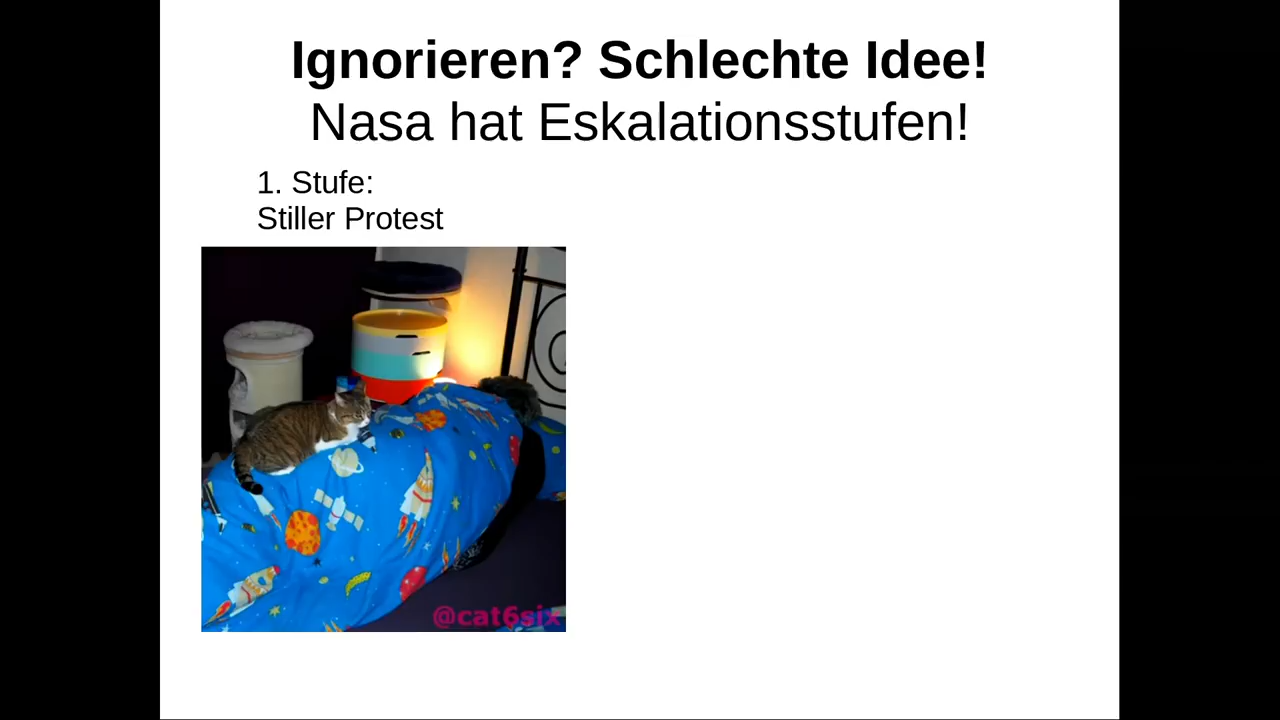 Ignorieren? Schlechte Idee!
Nasa hat Eskalationsstufen!
1. Stufe:
Stiller Protest
@cat6six